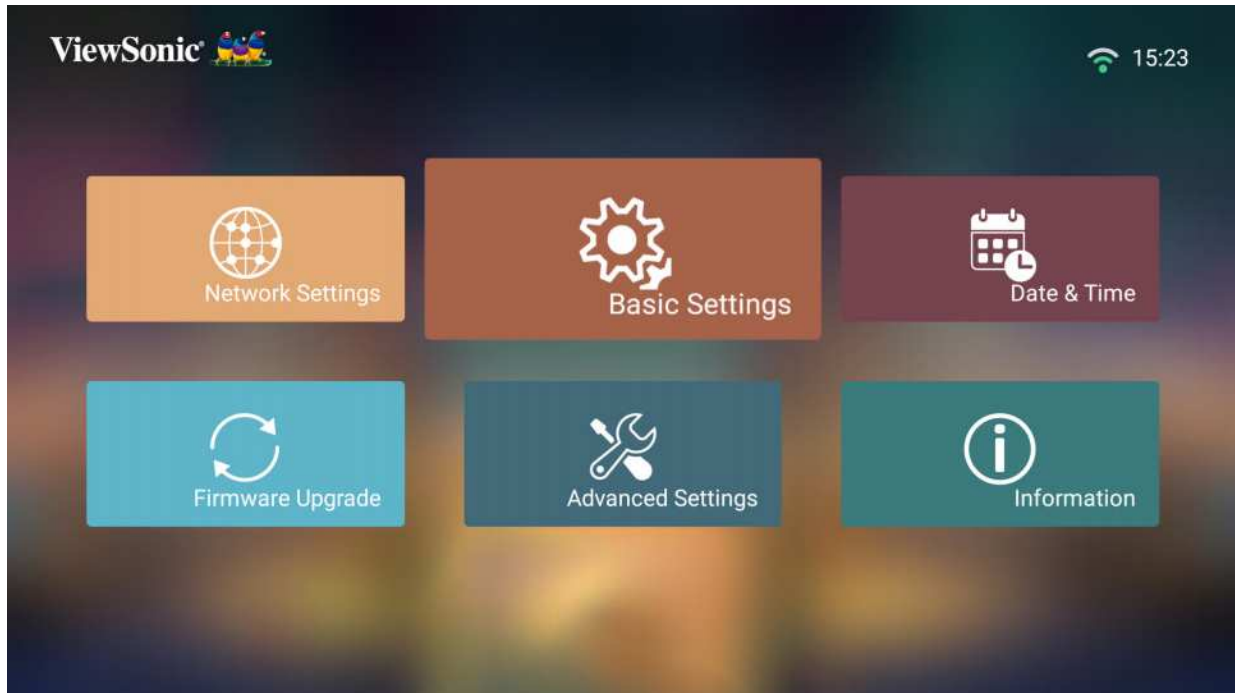 ViewSonic
15:23
Network Settings
Basic Settings
Date & Time
Firmware Upgrade
Advanced Settings
Information